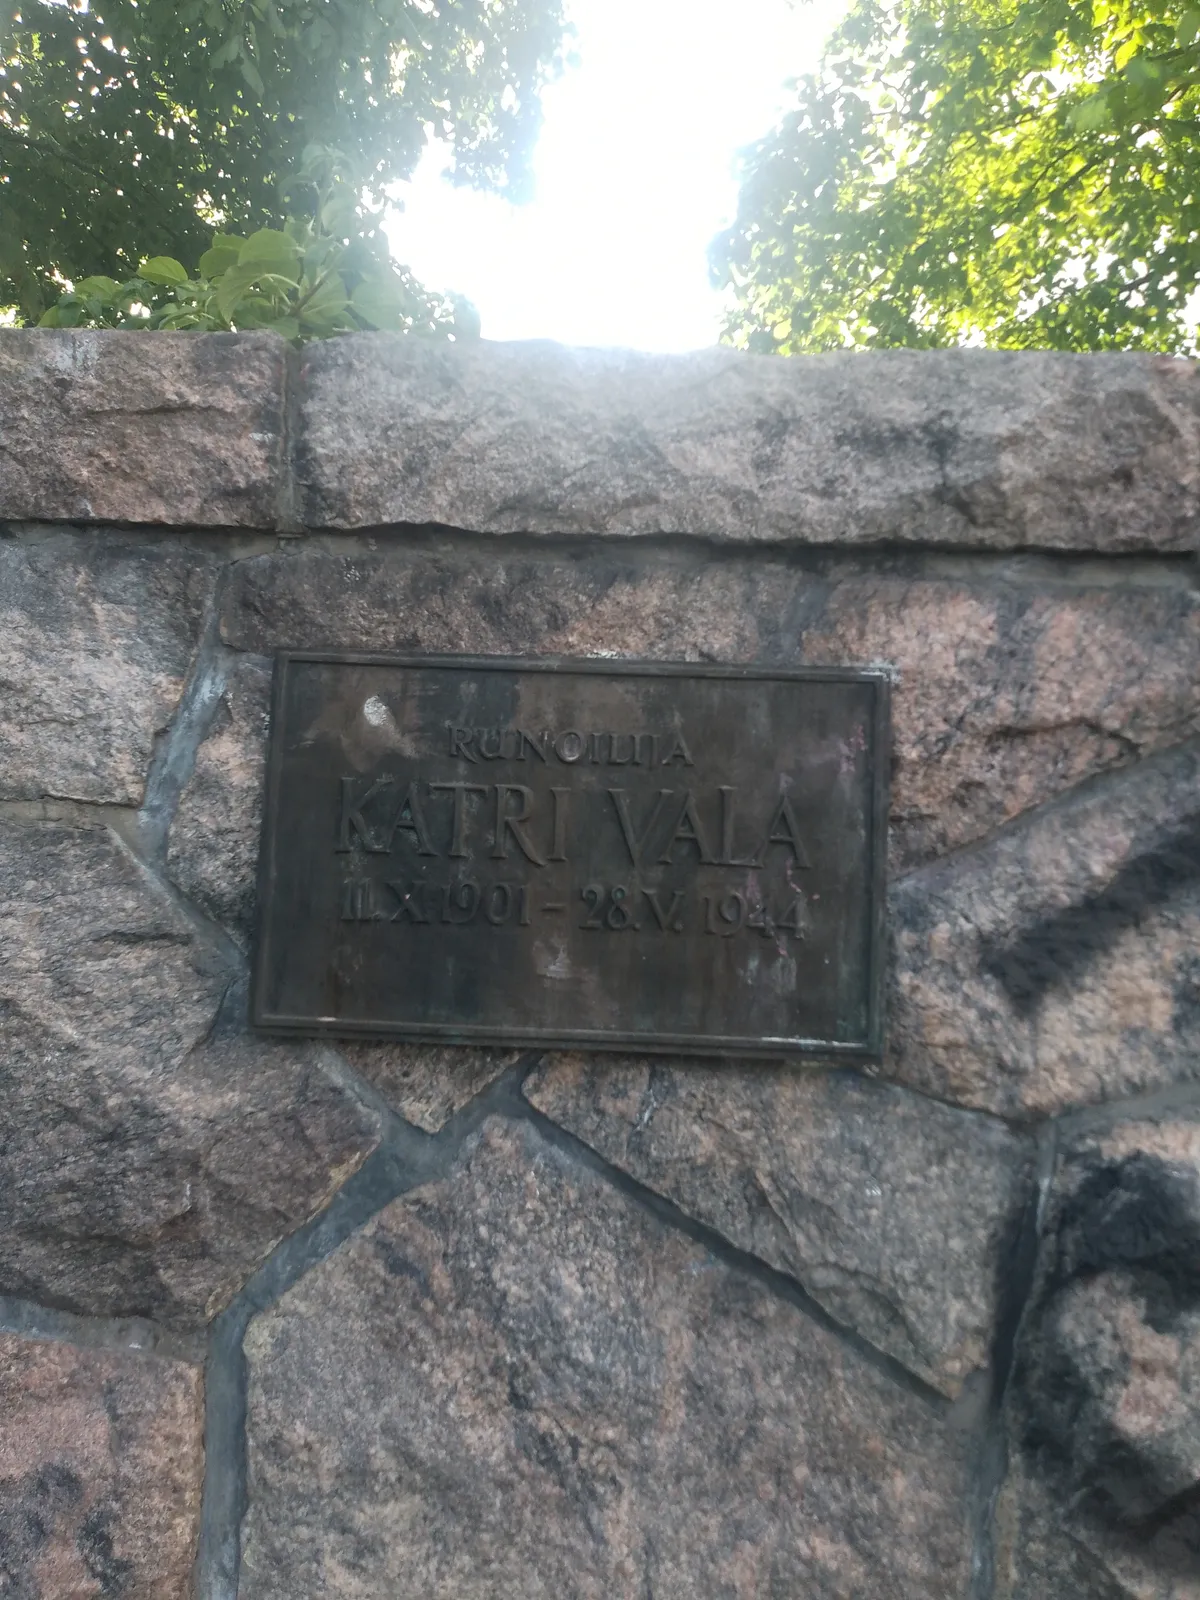 RUNOILIJA
KATRI VALA
11.X.1901 - 28.V. 1944